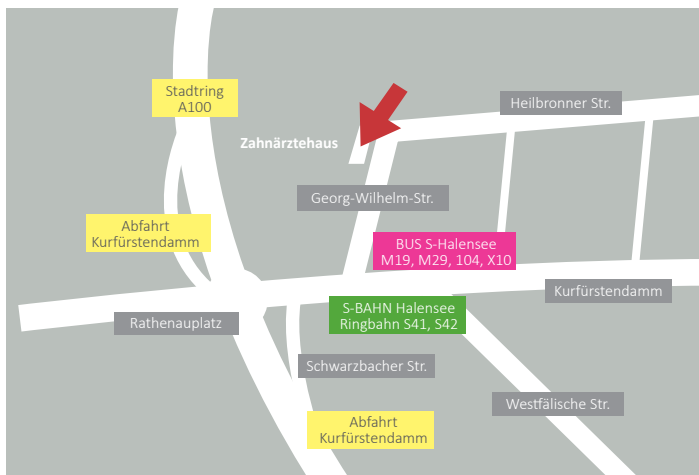 Stadtring
A100
Heilbronner Str.
Zahnärztehaus
Georg-Wilhelm-Str.
Abfahrt
Kurfürstendamm
BUS S-Halensee
M19, M29, 104, X10
Kurfürstendamm
S-BAHN Halensee
Ringbahn S41, S42
Rathenauplatz
Schwarzbacher Str.
Westfälische Str.
Abfahrt
Kurfürstendamm